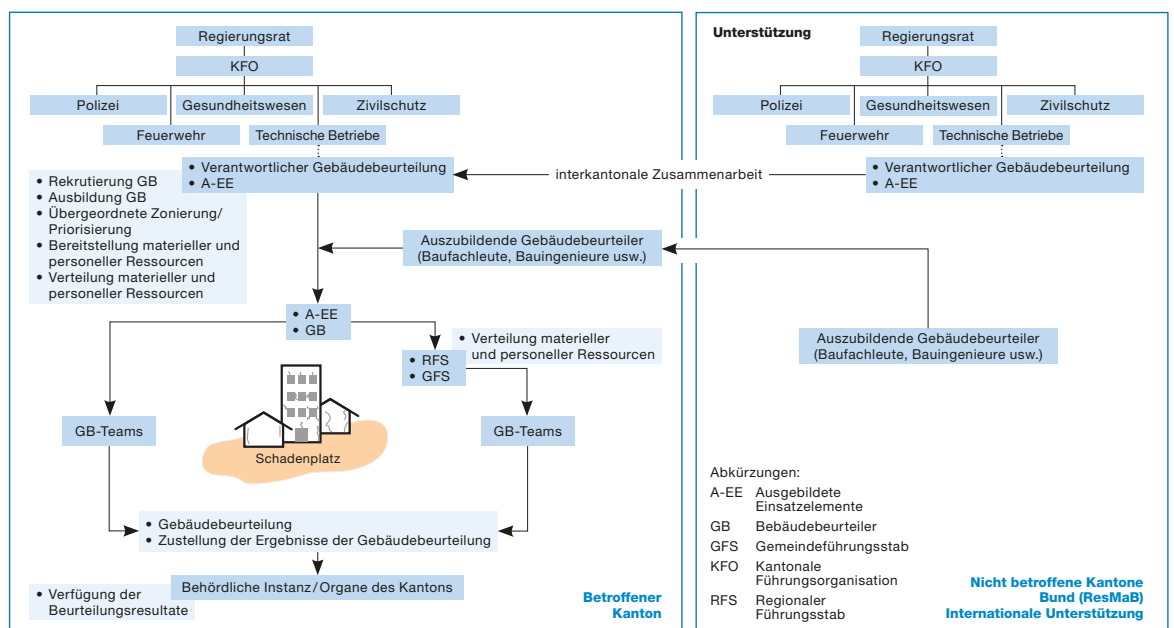 Regierungsrat
KFO
Polizei
Gesundheitswesen
Zivilschutz
Feuerwehr
Technische Betriebe
• Verantwortlicher Gebäudebeurteilung
• A-EE
• Rekrutierung GB
• Ausbildung GB
• Übergeordnete Zonierung/
Priorisierung
• Bereitstellung materieller und
personeller Ressourcen
• Verteilung materieller und
personeller Ressourcen
interkantonale Zusammenarbeit
Auszubildende Gebäudebeurteiler
(Baufachleute, Bauingenieure usw.)
• A-EE
• GB
• Verteilung materieller
und personeller Ressourcen
• RFS
• GFS
GB-Teams
Schadenplatz
GB-Teams
• Gebäudebeurteilung
• Zustellung der Ergebnisse der Gebäudebeurteilung
Behördliche Instanz/Organe des Kantons
• Verfügung der
Beurteilungsresultate
Betroffener
Kanton
Unterstützung
Regierungsrat
KFO
Polizei
Gesundheitswesen
Zivilschutz
Feuerwehr
Technische Betriebe
• Verantwortlicher Gebäudebeurteilung
• A-EE
Auszubildende Gebäudebeurteiler
(Baufachleute, Bauingenieure usw.)
Abkürzungen:
A-EE Ausgebildete
Einsatzelemente
GB Bebäudebeurteiler
GFS Gemeindeführungsstab
KFO Kantonale
Führungsorganisation
RFS Regionaler
Führungsstab
Nicht betroffene Kantone
Bund (ResMaB)
Internationale Unterstützung